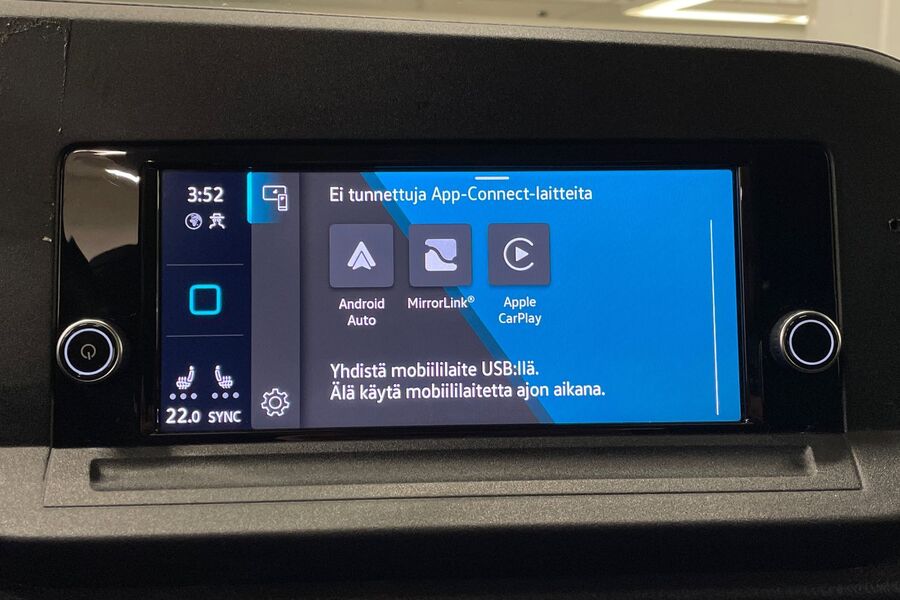 3:52
Ei tunnettuja App-Connect-laitteita
Android
Auto
MirrorLink®
Apple
CarPlay
Yhdistä mobiililaite USB:llä.
Älä käytä mobiililaitetta ajon aikana.
22.0 SYNC